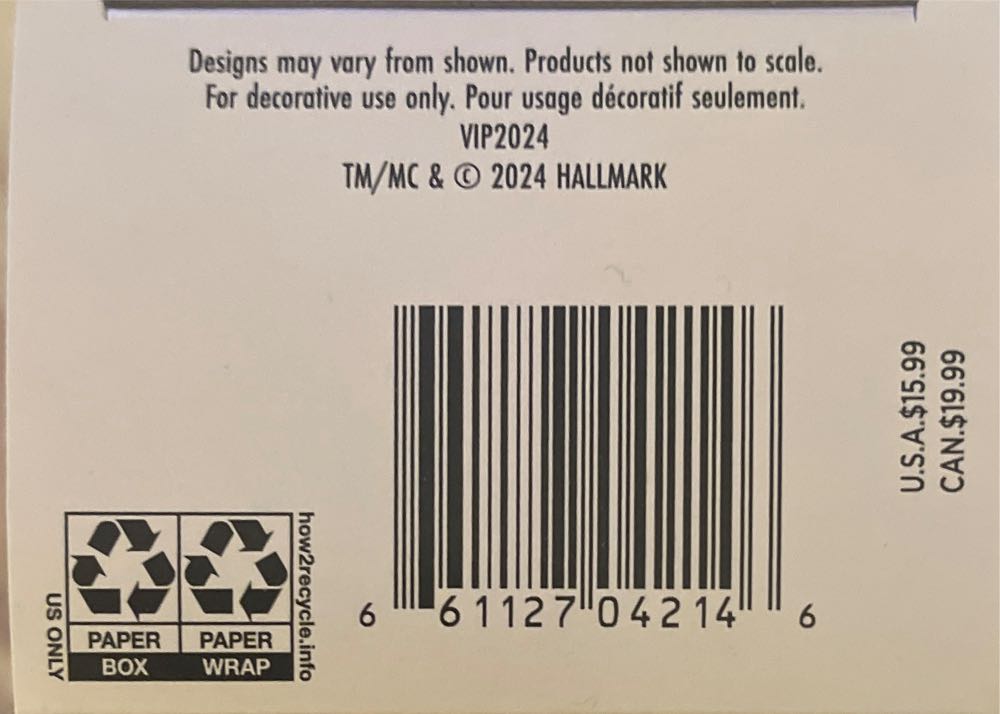 Designs may vary from shown. Products not shown to scale.
For decorative use only. Pour usage décoratif seulement.
VIP2024
TM/MC & © 2024 HALLMARK
U.S.A.$15.99
CAN.$19.99
6 61127 04214 6
how2recycle.info
US ONLY
PAPER PAPER
BOX WRAP